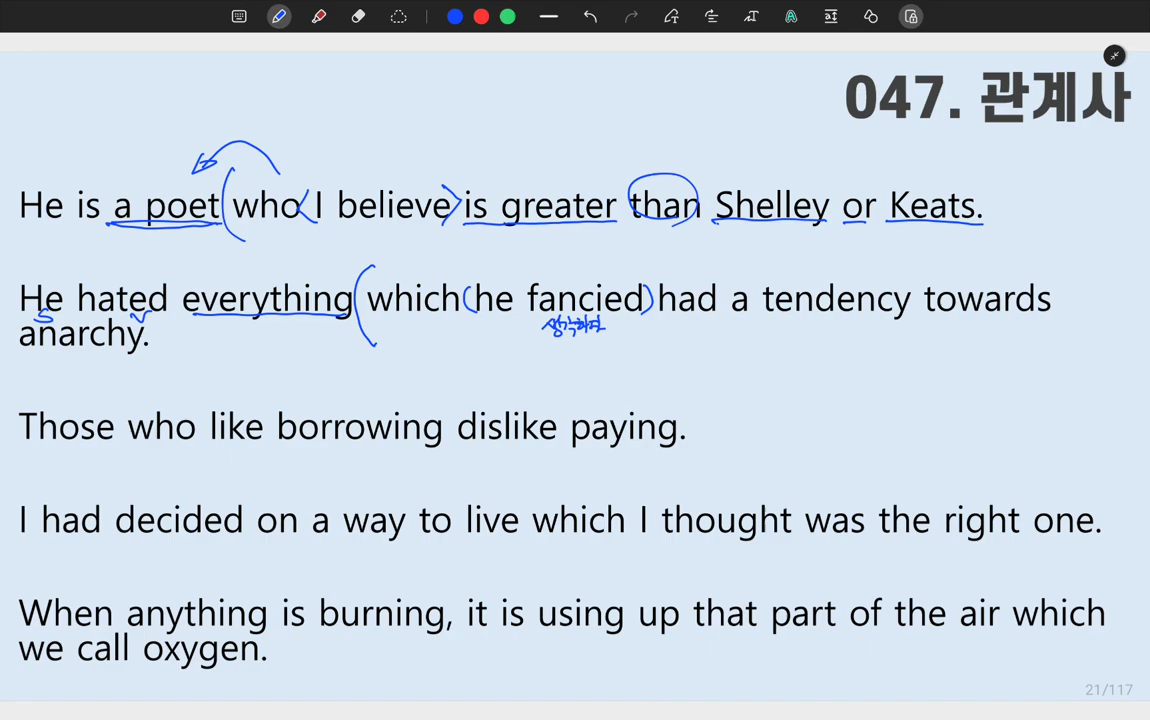 047. 관계사
He is a poet who I believe is greater than Shelley or Keats.
He hated everything which he fancied had a tendency towards
S v
생각하다
anarchy.
Those who like borrowing dislike paying.
I had decided on a way to live which I thought was the right one.
When anything is burning, it is using up that part of the air which
we call oxygen.
21/117